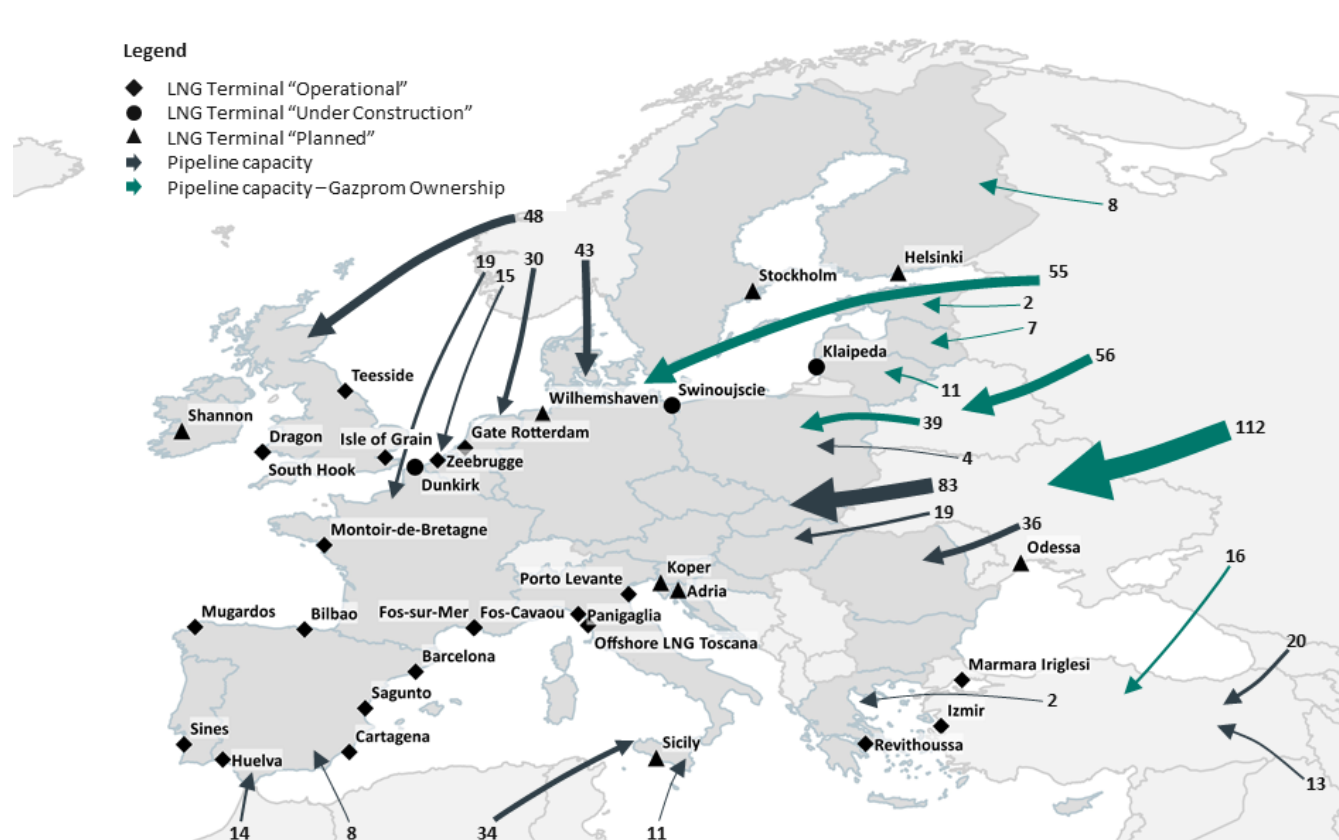 Legend
LNG Terminal “Operational”
LNG Terminal “Under Construction”
LNG Terminal “Planned”
Pipeline capacity
Pipeline capacity – Gazprom Ownership
8
48
19
15
30
43
Helsinki
Stockholm
55
2
7
Klaipeda
56
11
Teesside
Swinoujscie
Wilhemshaven
Shannon
39
112
Dragon
Isle of Grain
Gate Rotterdam
South Hook
Zeebrugge
4
Dunkirk
83
19
Montoir-de-Bretagne
36
Odessa
16
Koper
Porto Levante
Adria
Mugardos
Bilbao
Fos-sur-Mer
Fos-Cavaou
Panigaglia
Offshore LNG Toscana
20
Barcelona
Marmara Iriglesi
Sagunto
2
Izmir
Sines
Cartagena
Sicily
Revithoussa
Huelva
13
14
8
34
11